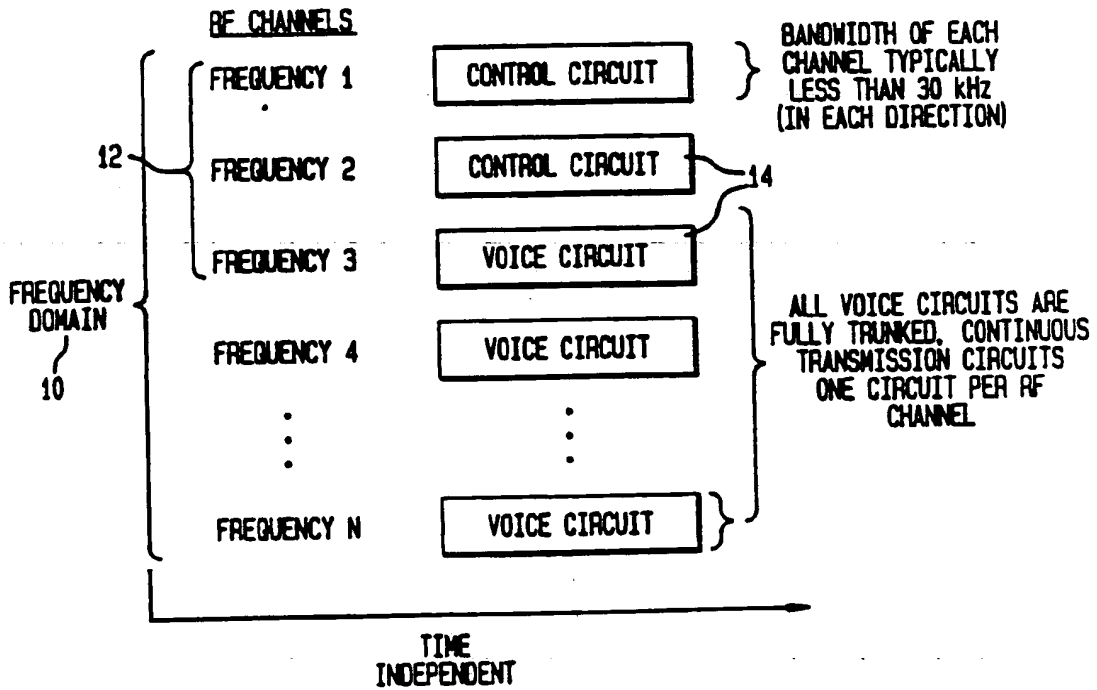 RF CHANNELS
FREQUENCY 1
CONTROL CIRCUIT
BANDWIDTH OF EACH
CHANNEL TYPICALLY
LESS THAN 30 kHz
(IN EACH DIRECTION)
12
FREQUENCY 2
CONTROL CIRCUIT
14
FREQUENCY 3
VOICE CIRCUIT
FREQUENCY
DOMAIN
10
FREQUENCY 4
VOICE CIRCUIT
ALL VOICE CIRCUITS ARE
FULLY TRUNKED, CONTINUOUS
TRANSMISSION CIRCUITS
ONE CIRCUIT PER RF
CHANNEL
FREQUENCY N
VOICE CIRCUIT
TIME
INDEPENDENT